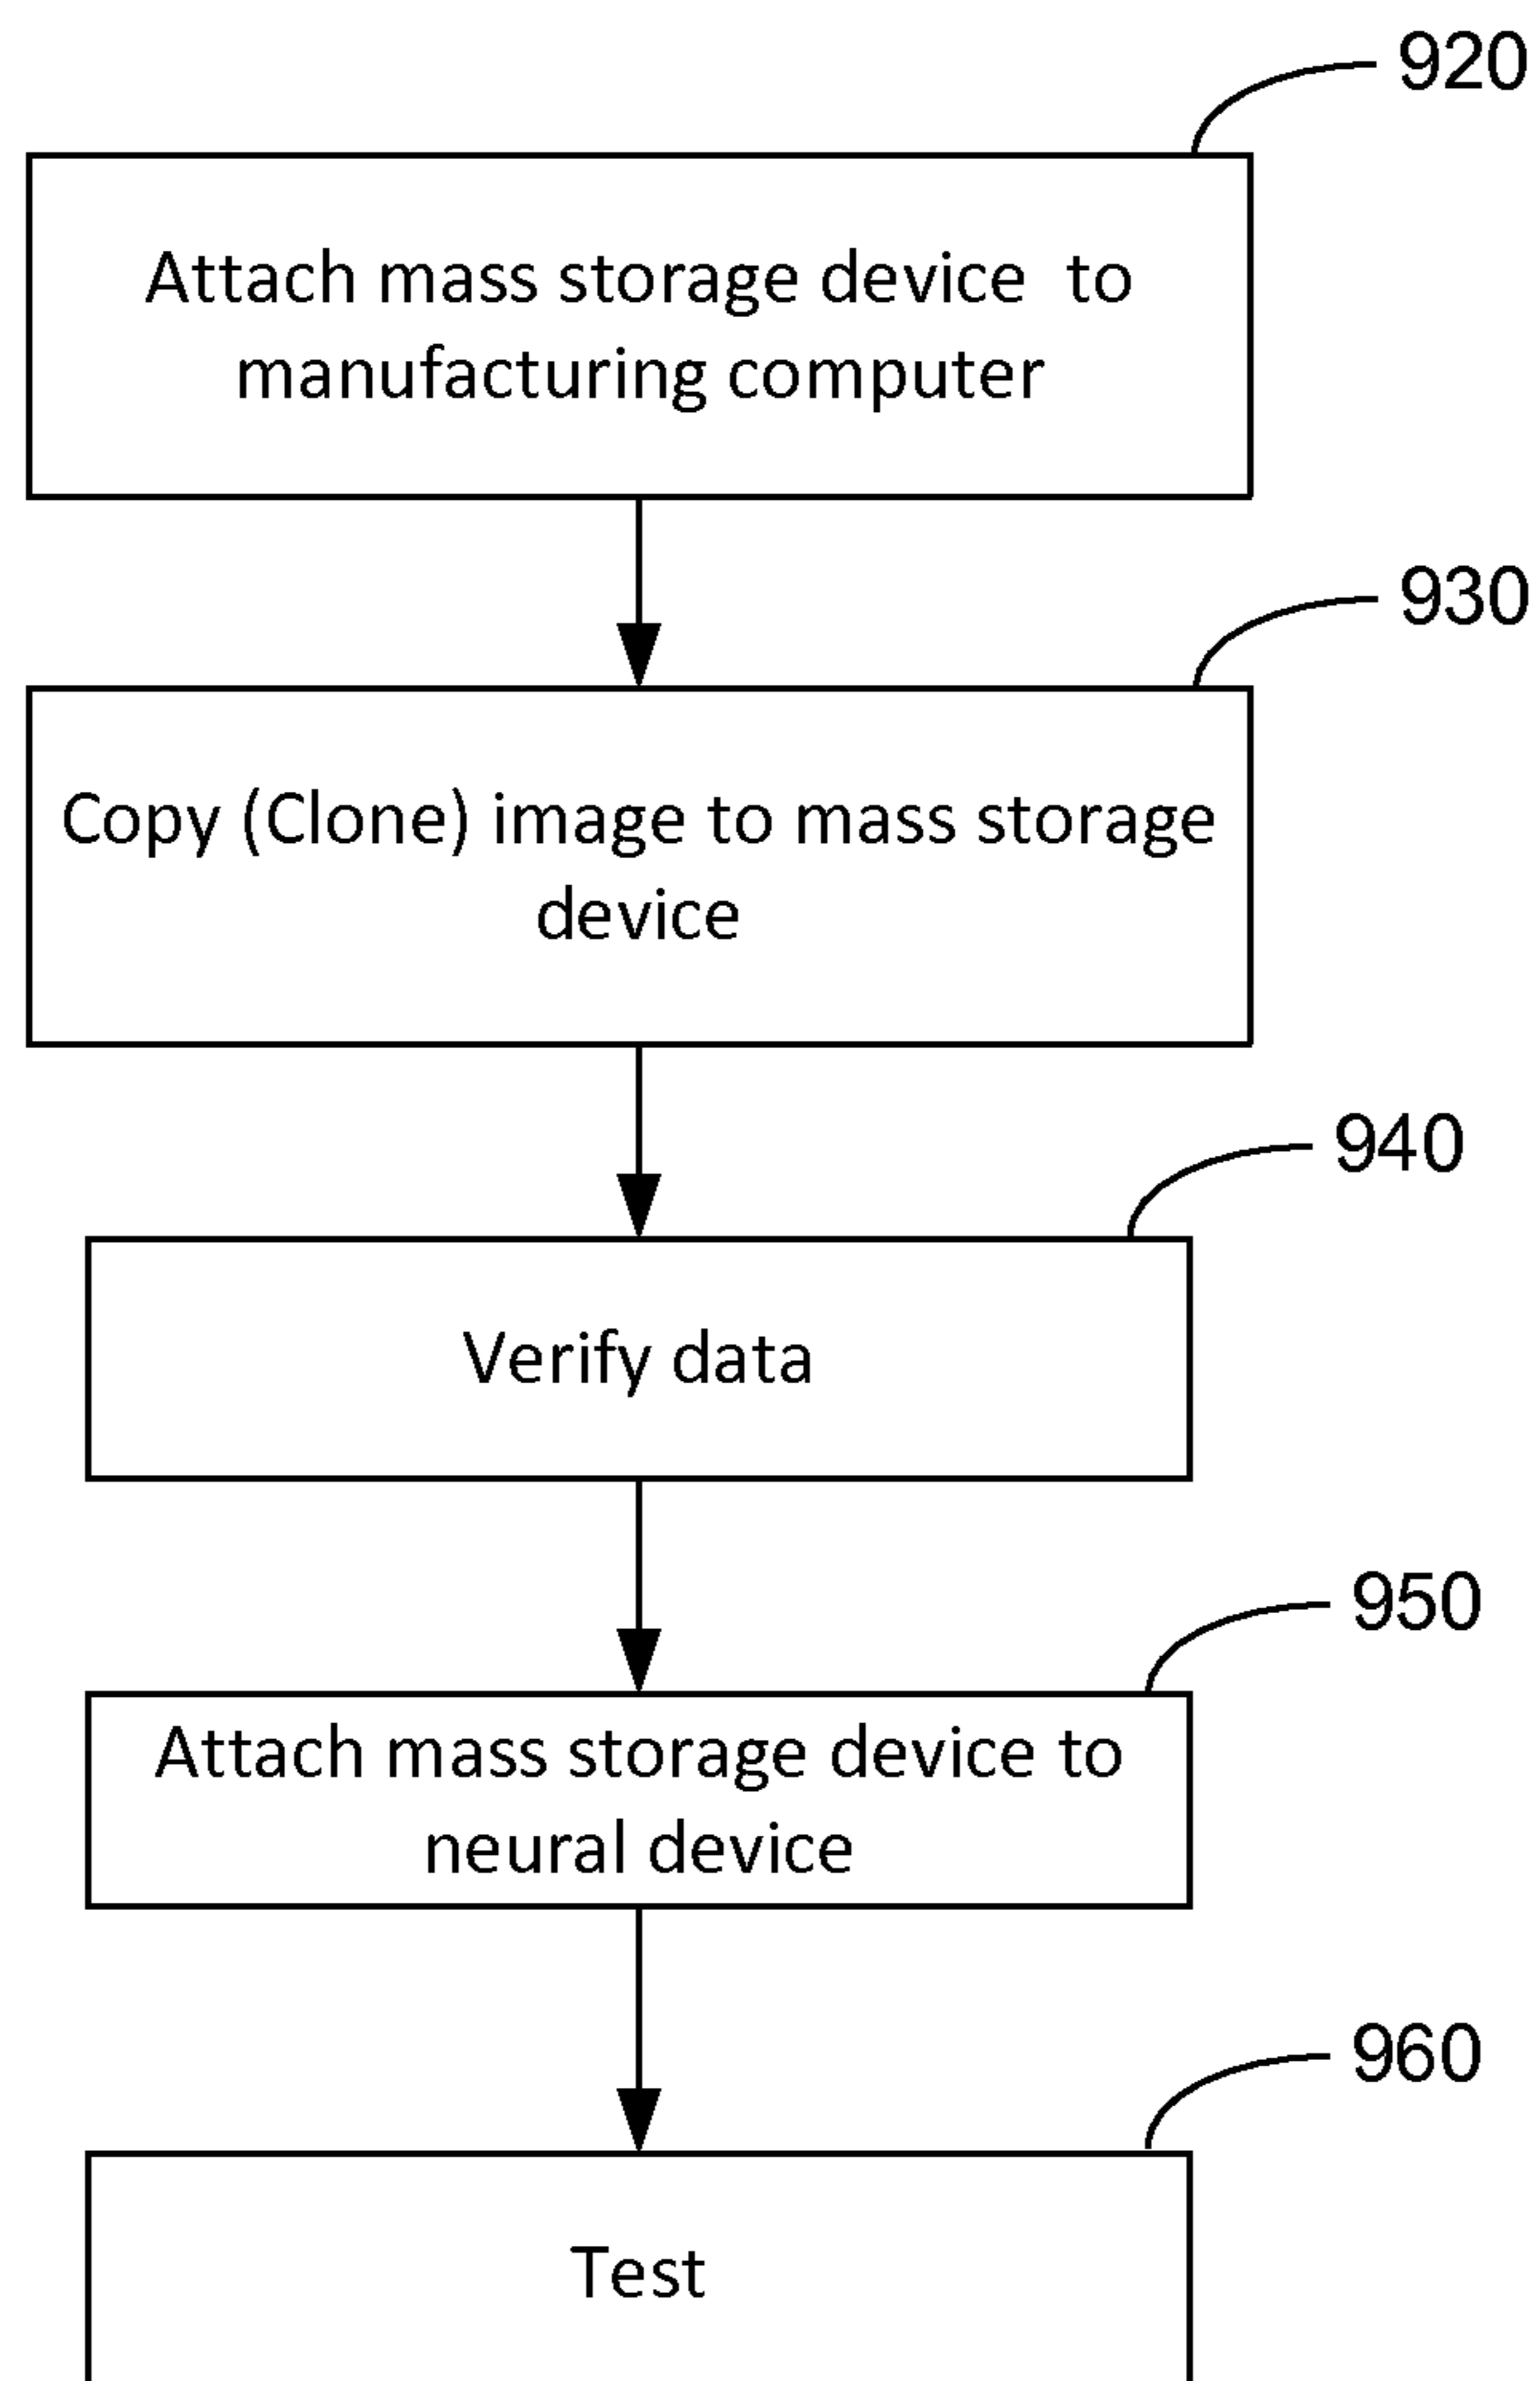 920
Attach mass storage device to
manufacturing computer
930
Copy (Clone) image to mass storage
device
940
Verify data
950
Attach mass storage device to
neural device
960
Test